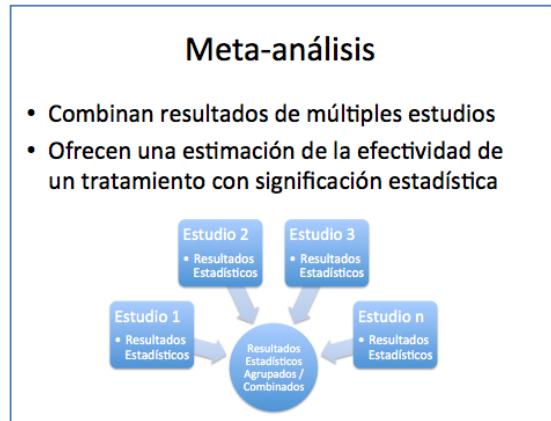 Meta-análisis
• Combinan resultados de múltiples estudios
• Ofrecen una estimación de la efectividad de
un tratamiento con significación estadística
Estudio 2
• Resultados
Estadísticos
Estudio 3
• Resultados
Estadísticos
Estudio 1
• Resultados
Estadísticos
Estudio n
• Resultados
Estadísticos
Resultados
Estadísticos
Agrupados /
Combinados